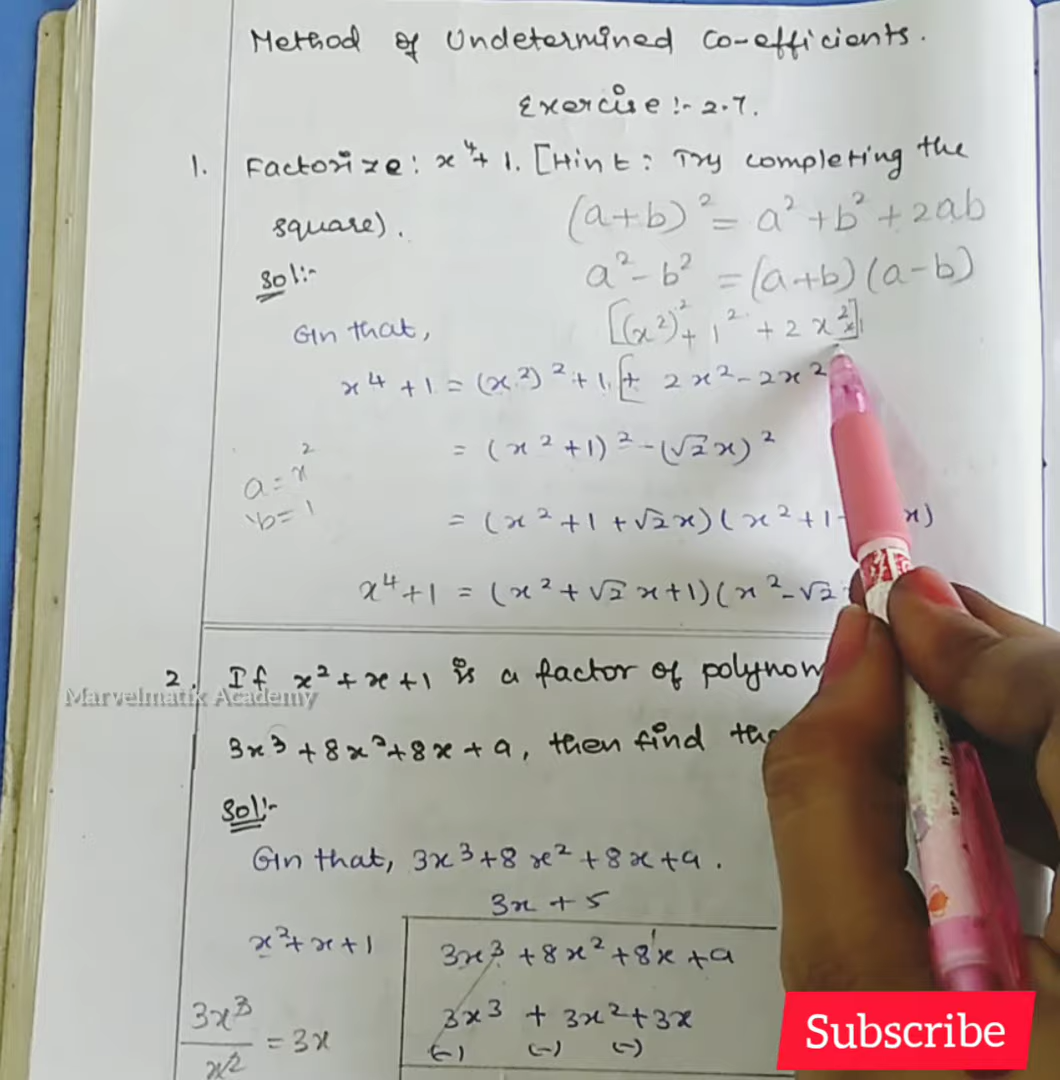 Method of Undetermined Co-efficients.
Exercise :- 2.7.
1. Factorize: x⁴+1. [Hint: Try completing the
square).
(a+b)² = a²+b²+2ab
Sol:-
a²-b² = (a+b)(a-b)
Gn that,
[(x²)²+1²+2x²
x⁴+1 = (x²)²+1+2x²-2x²
= (x²+1)²-(√2x)²
a=x²
b=1
= (x²+1+√2x)(x²+1 x)
x⁴+1 = (x²+√2x+1)(x²-√2
2. If x²+x+1 is a factor of polynom
Marvelmatix Academy
3x³+8x²+8x+a, then find the
Sol:-
Gn that, 3x³+8x²+8x+a.
3x+5
x²+x+1 3x³+8x²+8x+a
3x³/x² = 3x
3x³+3x²+3x
(-) (-) (-)
Subscribe